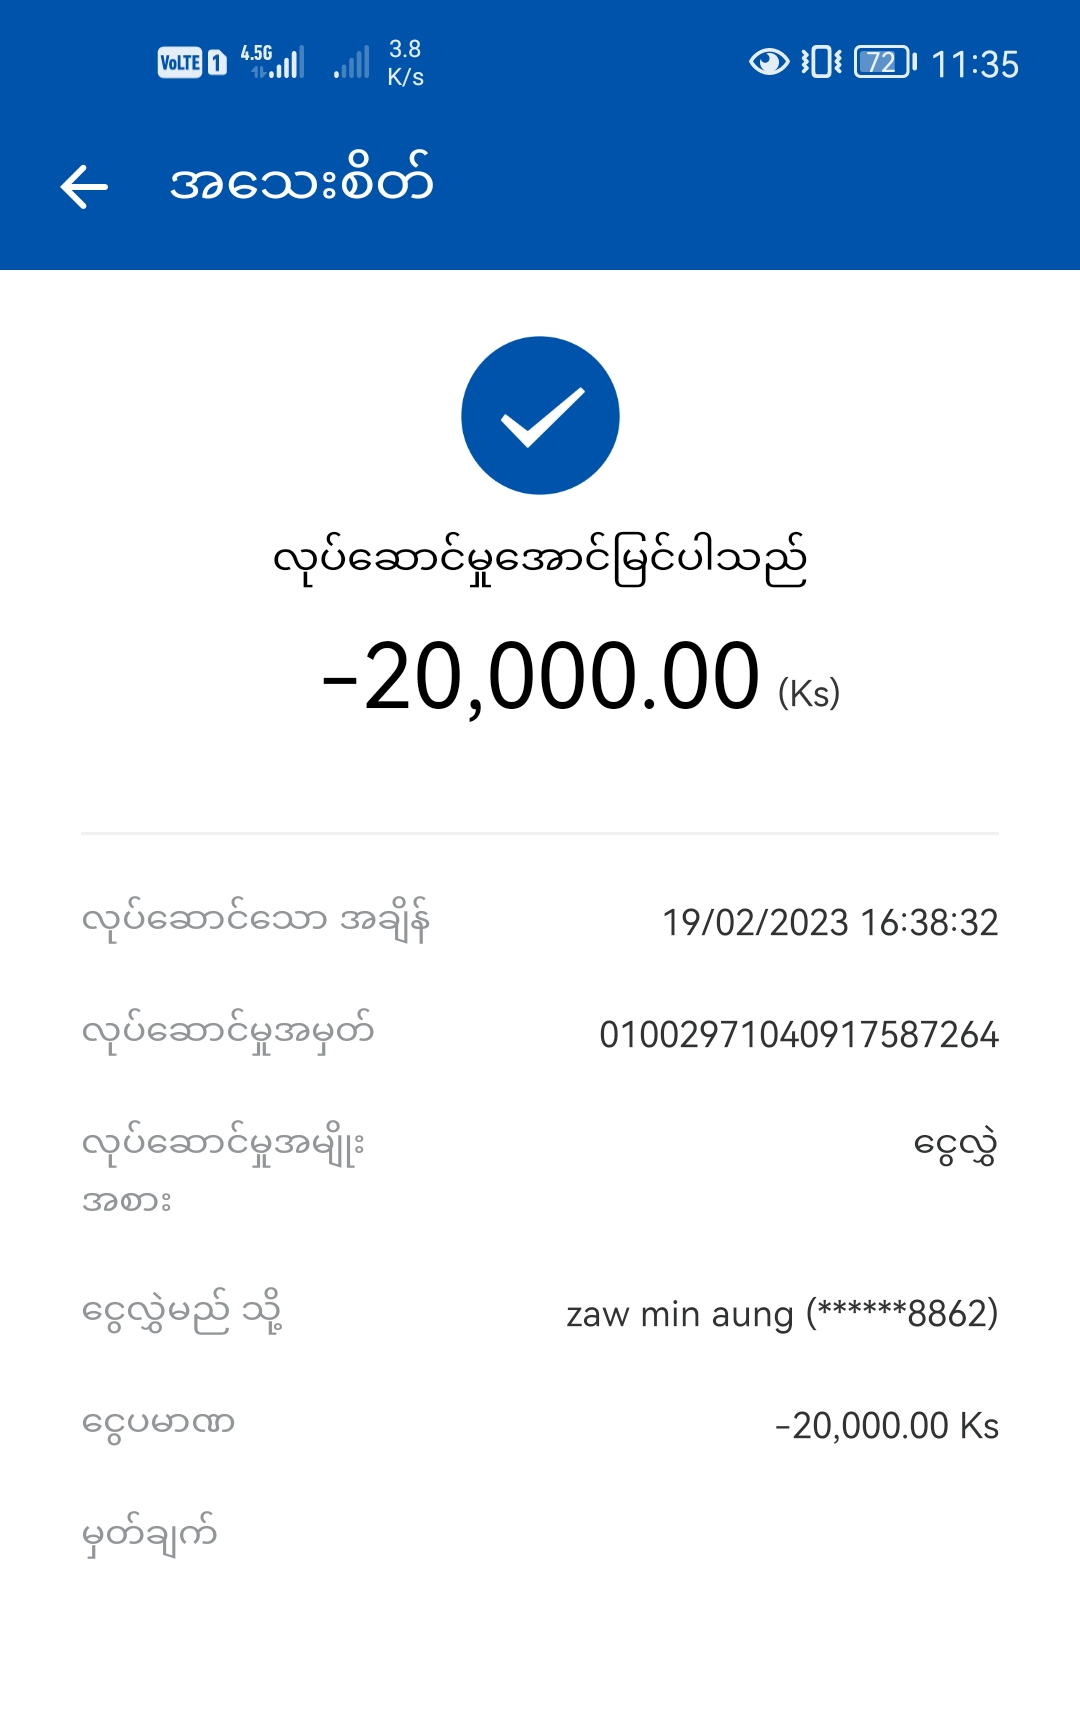 VoLTE 1 4.5G 3.8 K/s 72 11:35
အသေးစိတ်
လုပ်ဆောင်မှုအောင်မြင်ပါသည်
-20,000.00 (Ks)
လုပ်ဆောင်သော အချိန် 19/02/2023 16:38:32
လုပ်ဆောင်မှုအမှတ် 01002971040917587264
လုပ်ဆောင်မှုအမျိုး ငွေလွှဲ
အစား
ငွေလွှဲမည် သို့ zaw min aung (******8862)
ငွေပမာဏ -20,000.00 Ks
မှတ်ချက်